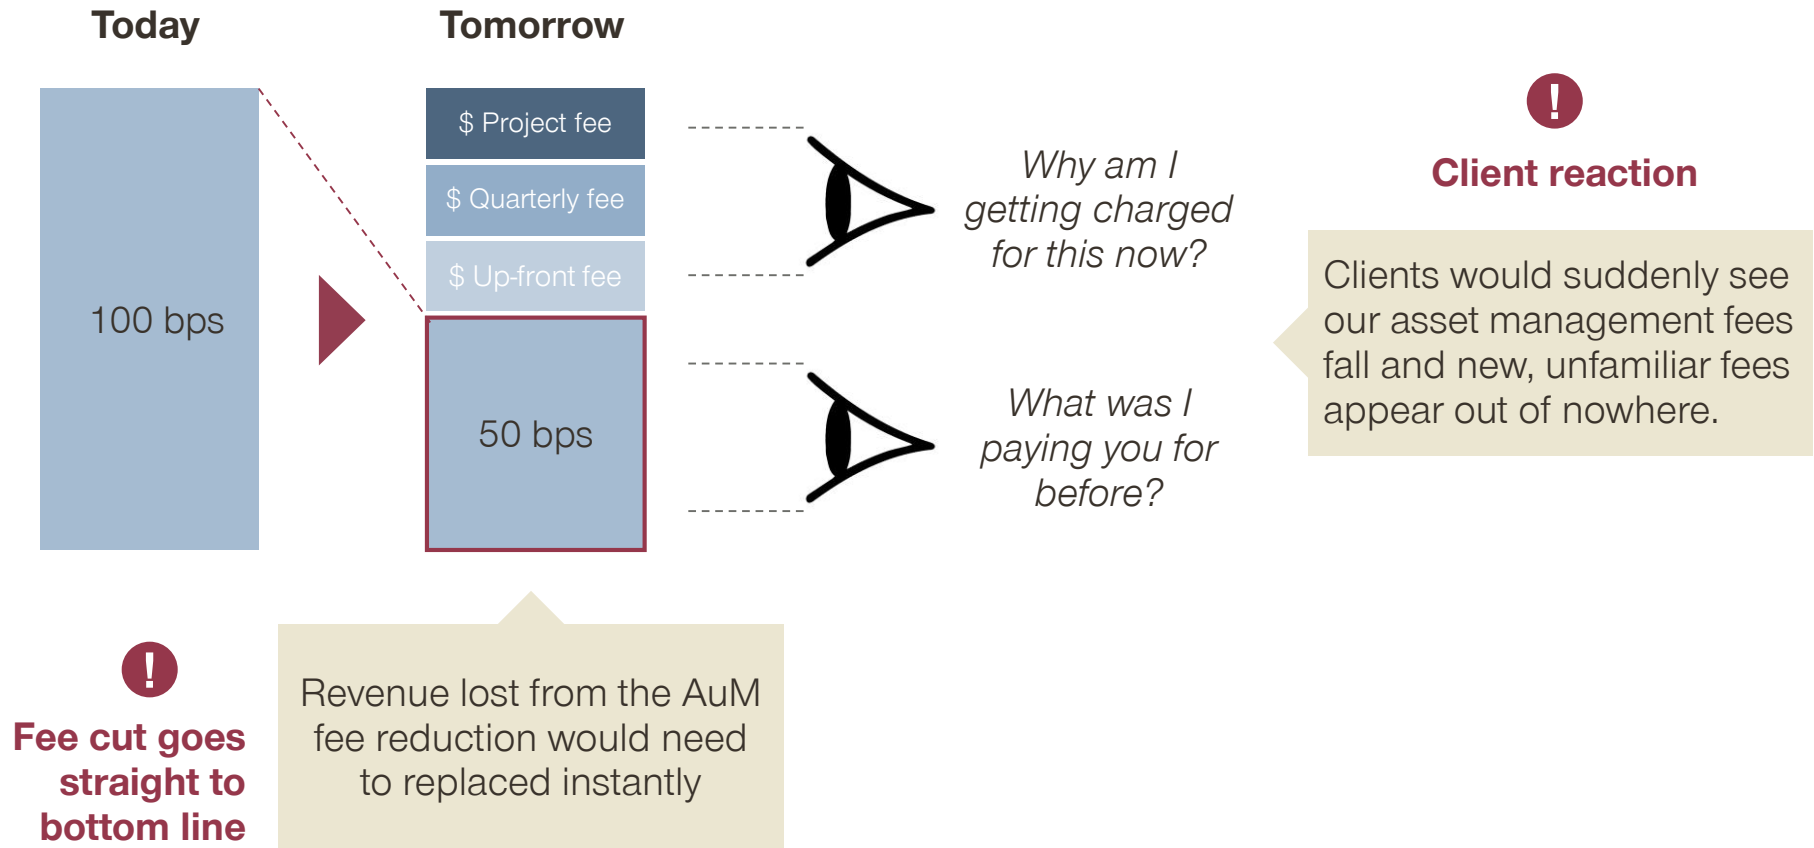 Today
Tomorrow
100 bps
$ Project fee
$ Quarterly fee
$ Up-front fee
50 bps
Why am I
getting charged
for this now?
What was I
paying you for
before?
!
Client reaction
Clients would suddenly see
our asset management fees
fall and new, unfamiliar fees
appear out of nowhere.
!
Fee cut goes
straight to
bottom line
Revenue lost from the AuM
fee reduction would need
to replaced instantly